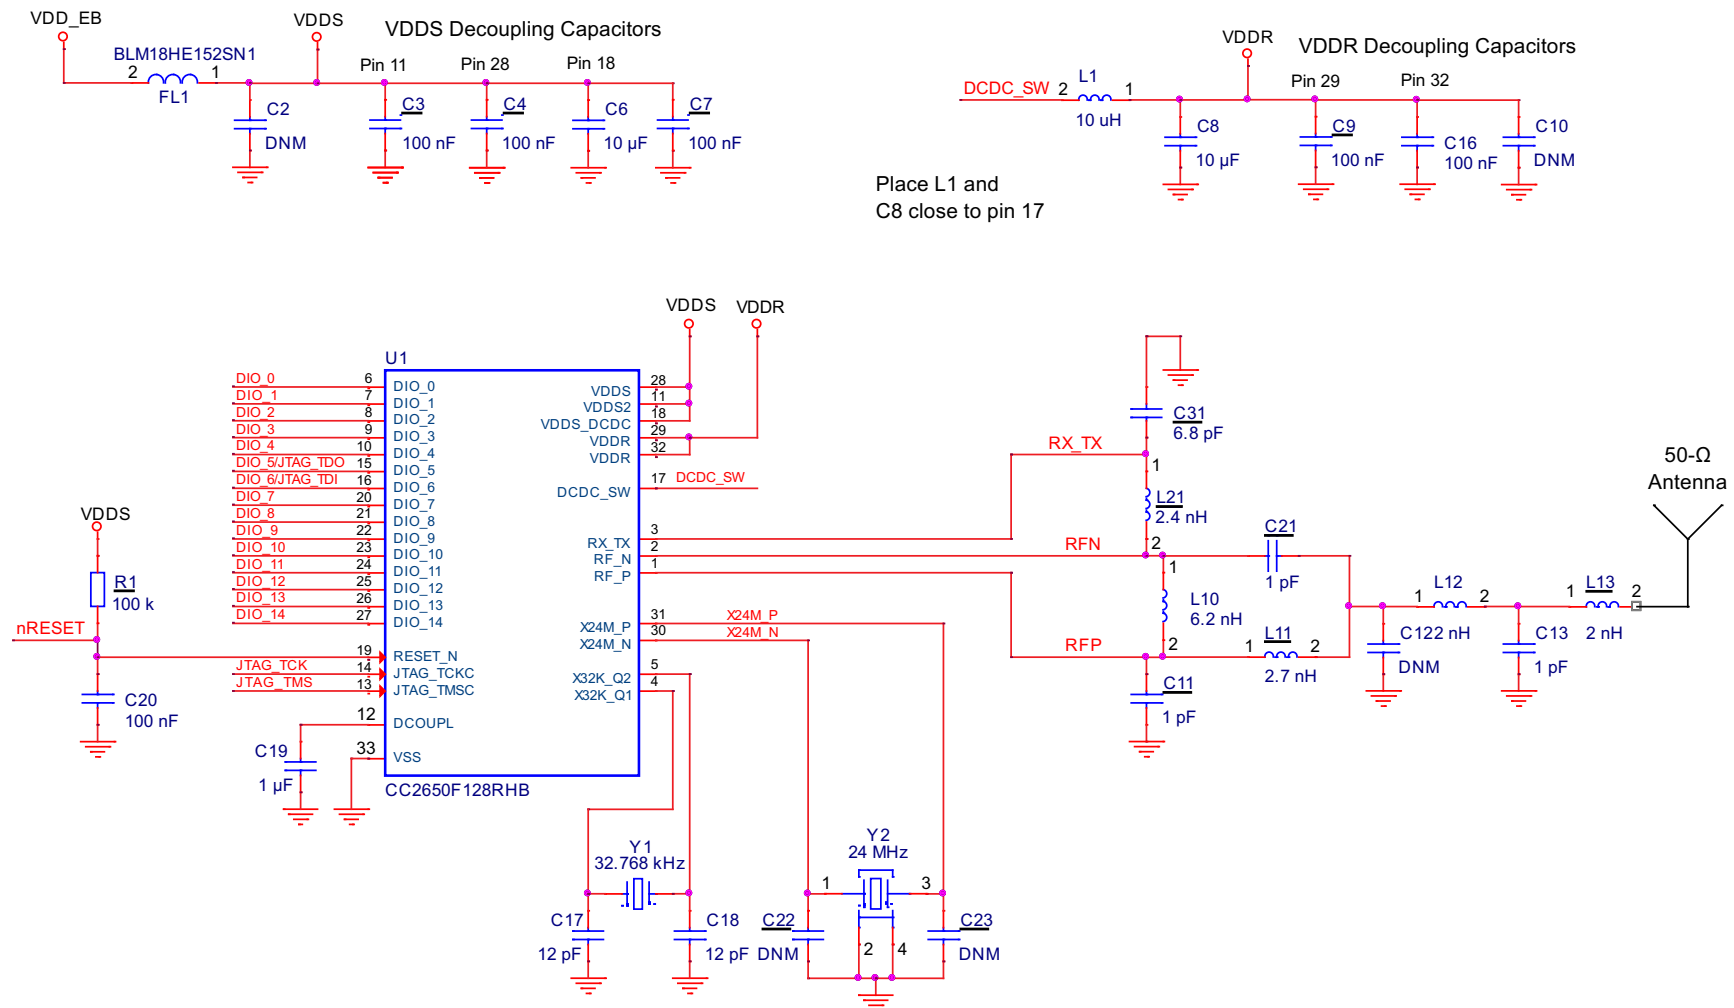 VDD_EB
VDDS
VDDS Decoupling Capacitors
BLM18HE152SN1
2
1
FL1
Pin 11
Pin 28
Pin 18
C2
DNM
C3
100 nF
C4
100 nF
C6
10 µF
C7
100 nF
VDDR
VDDR Decoupling Capacitors
DCDC_SW
2
L1
1
10 uH
Pin 29
Pin 32
C8
10 µF
C9
100 nF
C16
100 nF
C10
DNM
Place L1 and
C8 close to pin 17
VDDS
VDDR
U1
DIO_0
6
DIO_0
DIO_1
7
DIO_1
DIO_2
8
DIO_2
DIO_3
9
DIO_3
DIO_4
10
DIO_4
DIO_5/JTAG_TDO
15
DIO_5
DIO_6/JTAG_TDI
16
DIO_6
DIO_7
20
DIO_7
DIO_8
21
DIO_8
DIO_9
22
DIO_9
DIO_10
23
DIO_10
DIO_11
24
DIO_11
DIO_12
25
DIO_12
DIO_13
26
DIO_13
DIO_14
27
DIO_14
19
RESET_N
JTAG_TCK
14
JTAG_TCKC
JTAG_TMS
13
JTAG_TMSC
12
DCOUPL
33
VSS
CC2650F128RHB
VDDS
28
VDDS2
11
VDDS_DCDC
18
VDDR
29
VDDR
32
DCDC_SW
17
DCDC_SW
RX_TX
3
RF_N
2
RF_P
1
X24M_P
31
X24M_P
X24M_N
30
X24M_N
X32K_Q2
5
X32K_Q1
4
VDDS
R1
100 k
nRESET
C20
100 nF
C19
1 µF
Y1
32.768 kHz
C17
12 pF
C18
12 pF
Y2
24 MHz
1
3
C22
DNM
2
4
C23
DNM
C31
6.8 pF
RX_TX
1
L21
2.4 nH
RFN
2
1
C21
1 pF
L10
6.2 nH
RFP
2
1
L11
2
2.7 nH
C11
1 pF
1
L12
2
C122 nH
DNM
C13
1 pF
1
L13
2
2 nH
50-Ω
Antenna